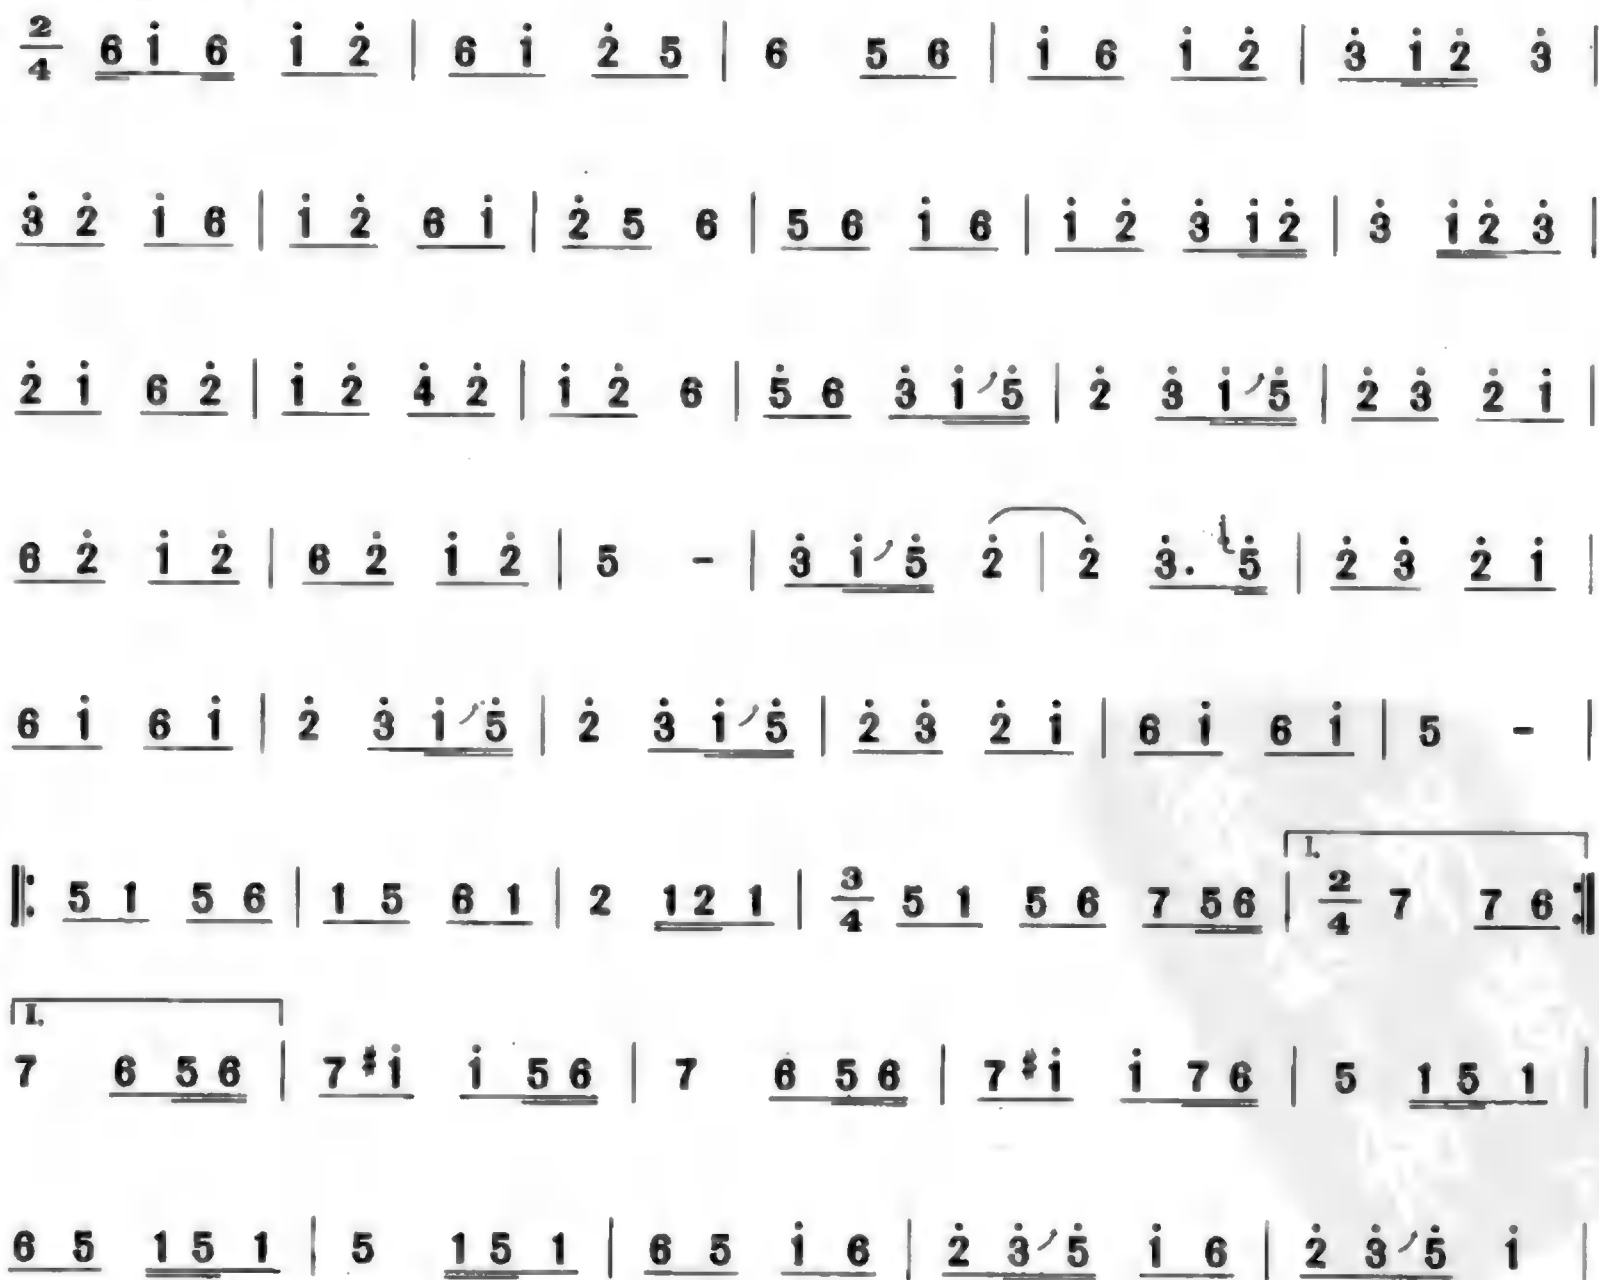 2/4 6 i̇ 6 i̇ 2̇ | 6 i̇ 2̇ 5 | 6 5 6 | i̇ 6 i̇ 2̇ | 3̇ i̇ 2̇ 3̇ |
3̇ 2̇ i̇ 6 | i̇ 2̇ 6 i̇ | 2̇ 5 6 | 5 6 i̇ 6 | i̇ 2̇ 3̇ i̇ 2̇ | 3̇ i̇ 2̇ 3̇ |
2̇ i̇ 6 2̇ | i̇ 2̇ 4̇ 2̇ | i̇ 2̇ 6 | 5̇ 6 3̇ i̇ ↗ 5̇ | 2̇ 3̇ i̇ ↗ 5̇ | 2̇ 3̇ 2̇ i̇ |
6 2̇ i̇ 2̇ | 6 2̇ i̇ 2̇ | 5 - | 3̇ i̇ ↗ 5̇ 2̇ | 2̇ 3̇. i̇ 5̇ | 2̇ 3̇ 2̇ i̇ |
6 i̇ 6 i̇ | 2̇ 3̇ i̇ ↗ 5̇ | 2̇ 3̇ i̇ ↗ 5̇ | 2̇ 3̇ 2̇ i̇ | 6 i̇ 6 i̇ | 5 - |
‖: 5 1 5 6 | 1 5 6 1 | 2 1 2 1 | 3/4 5 1 5 6 7 5 6 | I. 2/4 7 7 6 :‖
I. 7 6 5 6 | 7 #i̇ i̇ 5 6 | 7 6 5 6 | 7 #i̇ i̇ 7 6 | 5 1 5 1 |
6 5 1 5 1 | 5 1 5 1 | 6 5 i̇ 6 | 2̇ 3̇ ↗ 5̇ i̇ 6 | 2̇ 3̇ ↗ 5̇ i̇ |